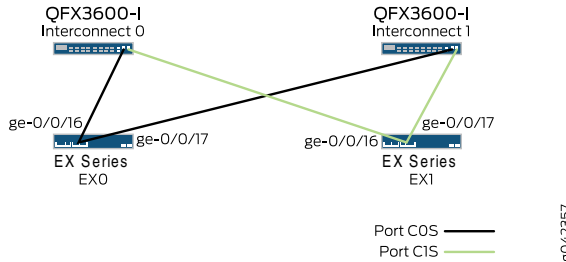 QFX3600-I
Interconnect 0
QFX3600-I
Interconnect 1
ge-0/0/16
ge-0/0/17
EX Series
EX0
ge-0/0/16
ge-0/0/17
EX Series
EX1
Port C0S
Port C1S
g042357